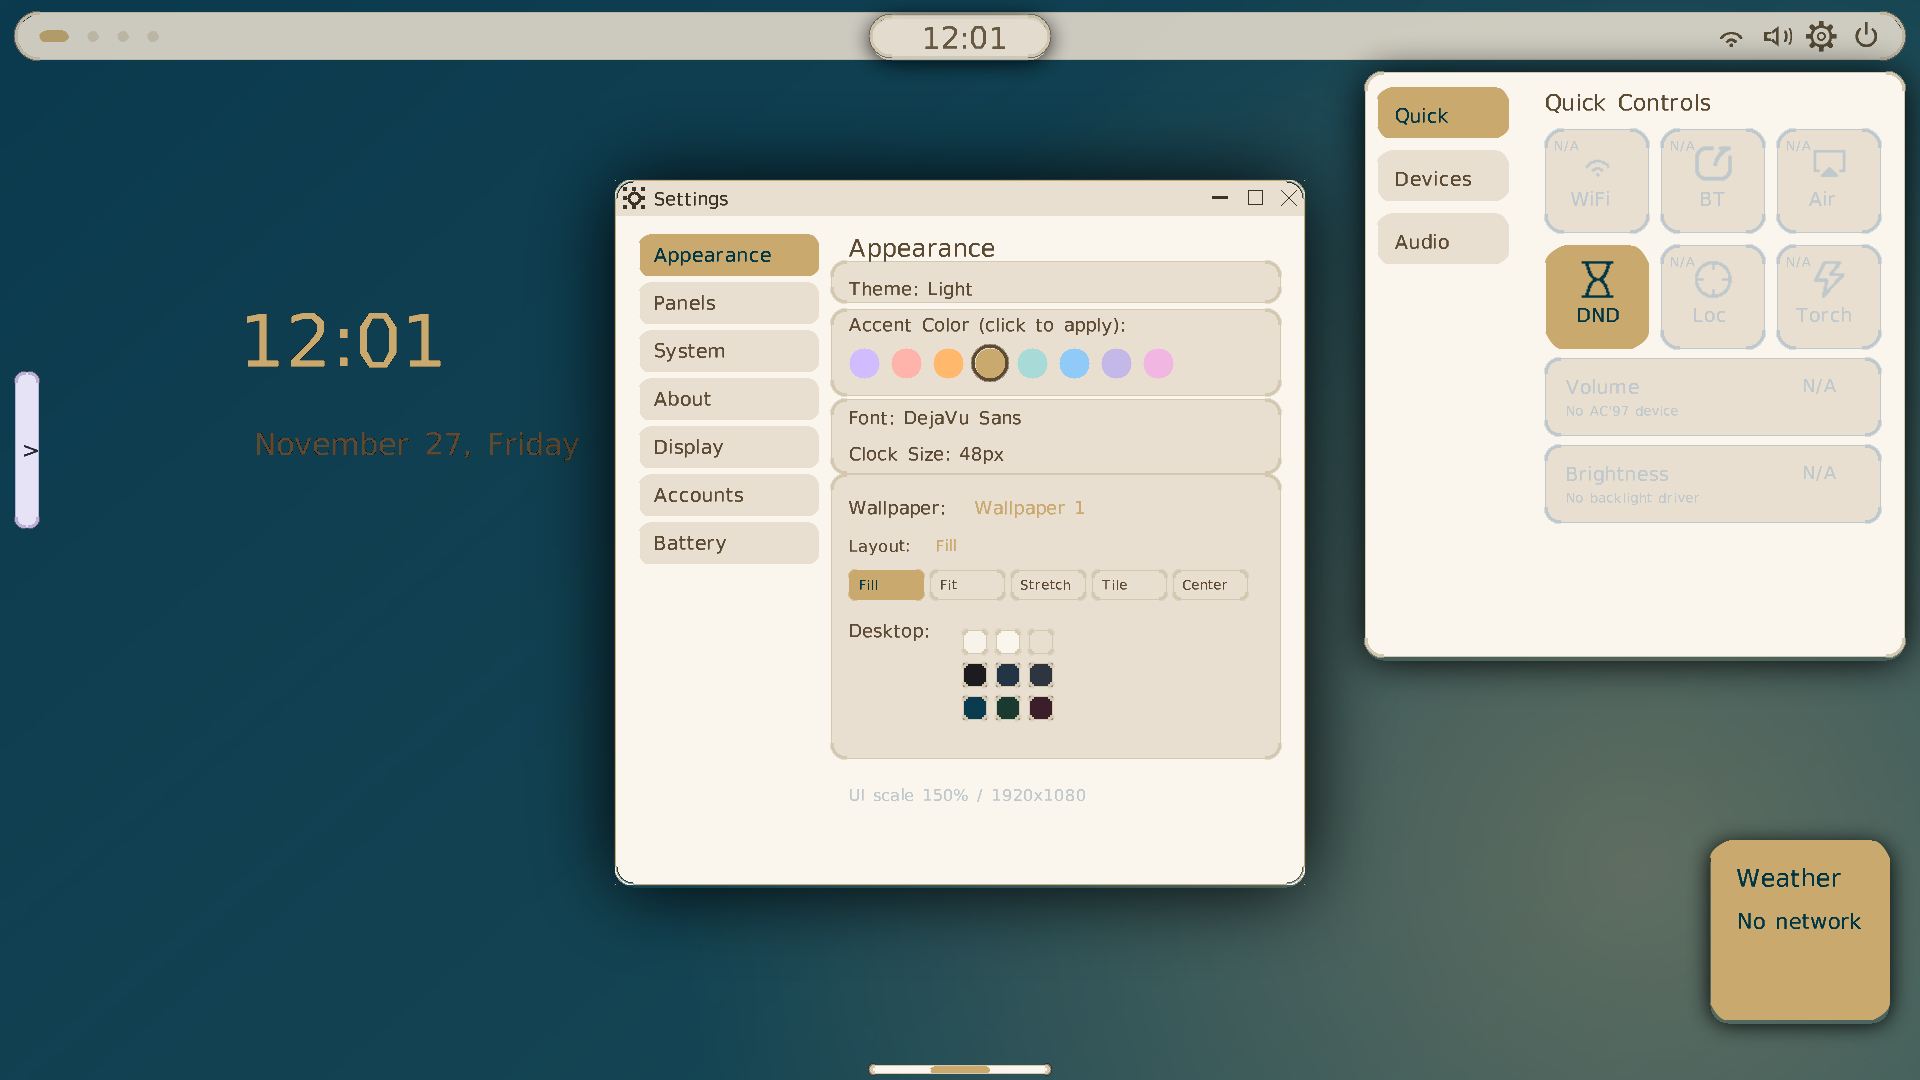 12:01
12:01
November 27, Friday
>
Settings
Appearance
Panels
System
About
Display
Accounts
Battery
Appearance
Theme: Light
Accent Color (click to apply):
Font: DejaVu Sans
Clock Size: 48px
Wallpaper: Wallpaper 1
Layout: Fill
Fill Fit Stretch Tile Center
Desktop:
UI scale 150% / 1920x1080
Quick
Devices
Audio
Quick Controls
N/A N/A N/A
WiFi BT Air
N/A N/A
DND Loc Torch
Volume N/A
No AC'97 device
Brightness N/A
No backlight driver
Weather
No network